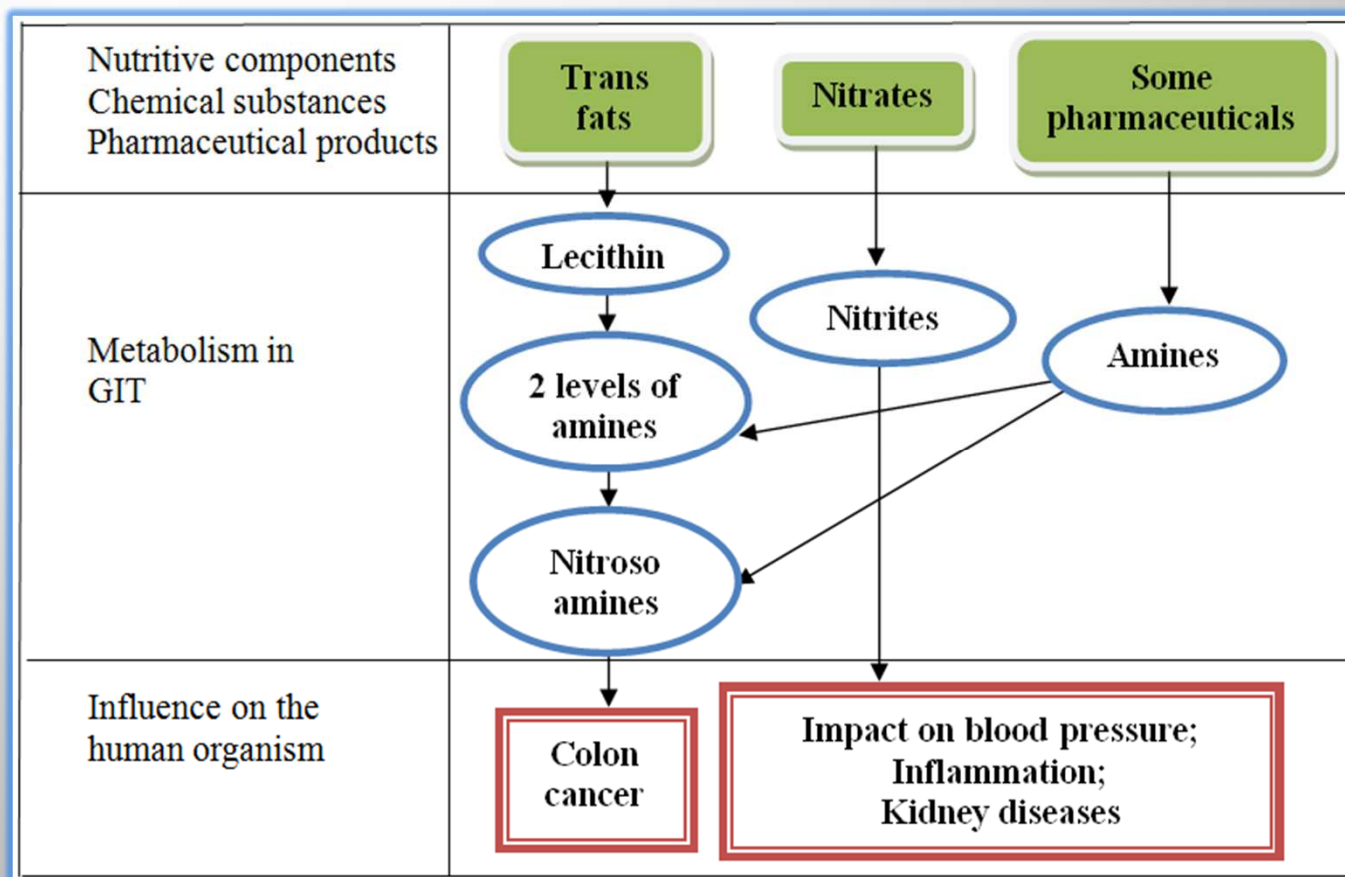 Nutritive components
Chemical substances
Pharmaceutical products
Trans
fats
Nitrates
Some
pharmaceuticals
Metabolism in
GIT
Lecithin
Nitrites
Amines
2 levels of
amines
Nitroso
amines
Influence on the
human organism
Colon
cancer
Impact on blood pressure;
Inflammation;
Kidney diseases